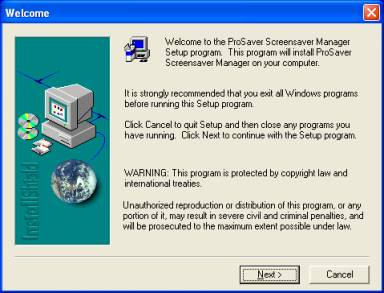 Welcome
Welcome to the ProSaver Screensaver Manager
Setup program. This program will install ProSaver
Screensaver Manager on your computer.
It is strongly recommended that you exit all Windows programs
before running this Setup program.
Click Cancel to quit Setup and then close any programs you
have running. Click Next to continue with the Setup program.
WARNING: This program is protected by copyright law and
international treaties.
Unauthorized reproduction or distribution of this program, or any
portion of it, may result in severe civil and criminal penalties, and
will be prosecuted to the maximum extent possible under law.
InstallShield
Next >
Cancel